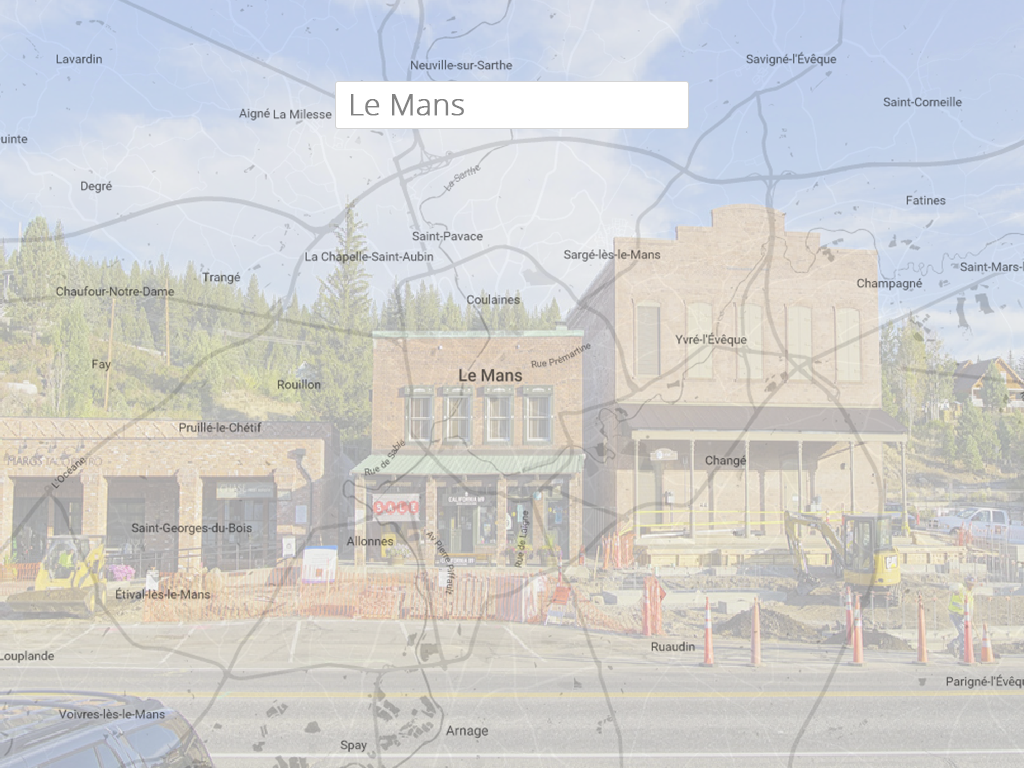 Lavardin
Neuville-sur-Sarthe
Savigné-l'Évêque
Le Mans
Saint-Corneille
Aigné
La Milesse
uinte
La Sarthe
Degré
Fatines
Saint-Pavace
La Chapelle-Saint-Aubin
Sargé-lès-le-Mans
Saint-Mars-l
Trangé
Champagné
Chaufour-Notre-Dame
Coulaines
Yvré-l'Évêque
Rue Prémartine
Fay
Le Mans
Rouillon
Pruillé-le-Chétif
Rue de Sablé
Changé
L'Océane
SALE
Saint-Georges-du-Bois
Rue de Laigné
Allonnes
Av. Pierre Piffault
Étival-lès-le-Mans
Ruaudin
Louplande
Parigné-l'Évêqu
Voivres-lès-le-Mans
Arnage
Spay